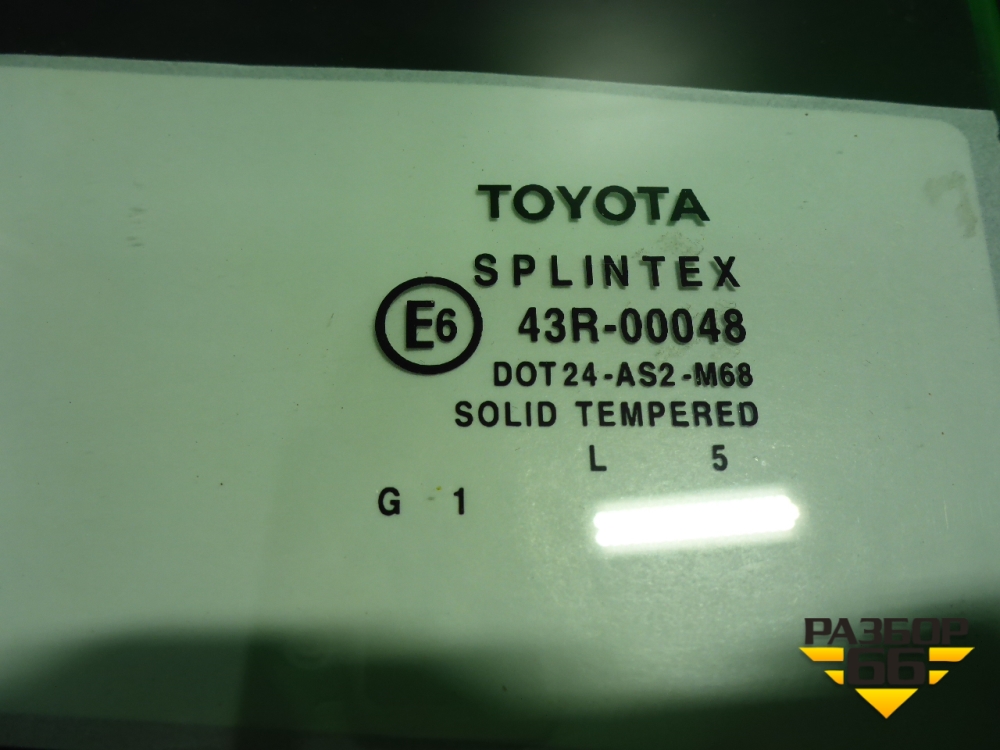 TOYOTA
SPLINTEX
E6 43R-00048
DOT24-AS2-M68
SOLID TEMPERED
L 5
G 1
РАЗБОР
66